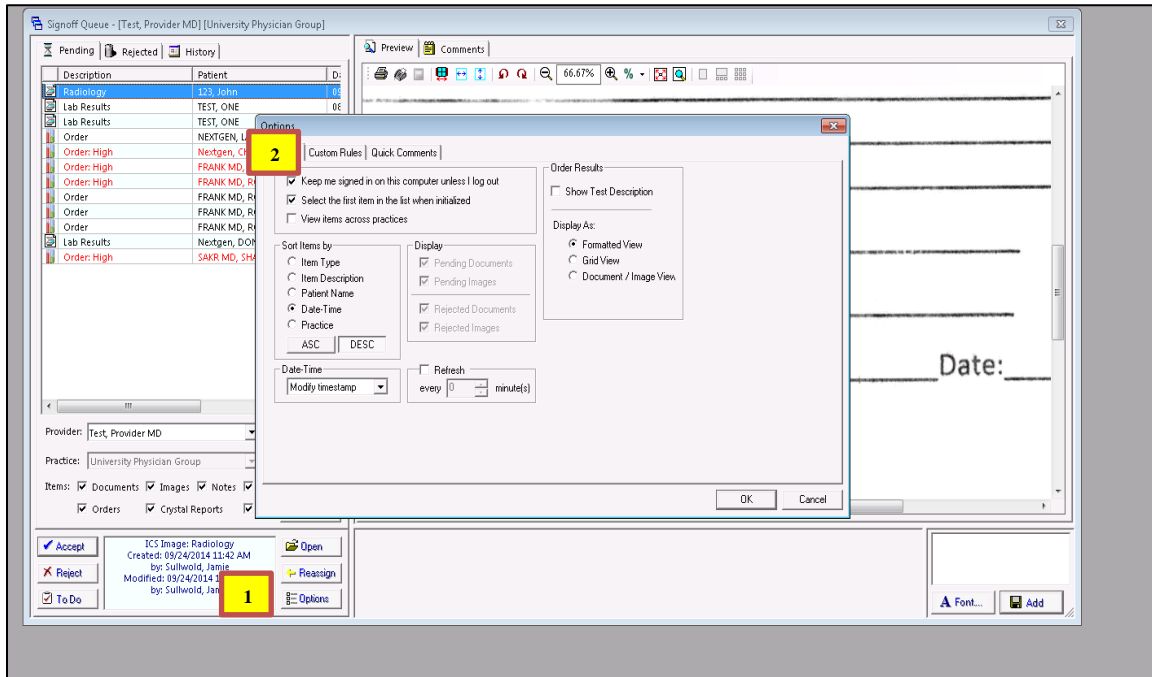 Signoff Queue - [Test, Provider MD] [University Physician Group]
Pending Rejected History
Description Patient
Radiology 123, John 09
Lab Results TEST, ONE 08
Lab Results TEST, ONE
Order NEXTGEN,
Order: High Nextgen,
Order: High FRANK MD,
Order: High FRANK MD,
Order FRANK MD,
Order FRANK MD,
Order FRANK MD,
Lab Results Nextgen, DON
Order: High SAKR MD,
Provider: Test, Provider MD
Practice: University Physician Group
Items: Documents Images Notes
Orders Crystal Reports
Accept
Reject
To Do
ICS Image: Radiology
Created: 09/24/2014 11:42 AM
by: Sullwold, Jamie
Modified: 09/24/2014
by: Sullwold,
1
Open
Reassign
Options
Preview Comments
66.67% %
Date:
Options
2
Custom Rules Quick Comments
Keep me signed in on this computer unless I log out
Select the first item in the list when initialized
View items across practices
Sort Items by
Item Type
Item Description
Patient Name
Date-Time
Practice
ASC DESC
Display
Pending Documents
Pending Images
Rejected Documents
Rejected Images
Date-Time
Modify timestamp
Refresh
every 0 minute(s)
Order Results
Show Test Description
Display As:
Formatted View
Grid View
Document / Image View
OK Cancel
A Font... Add